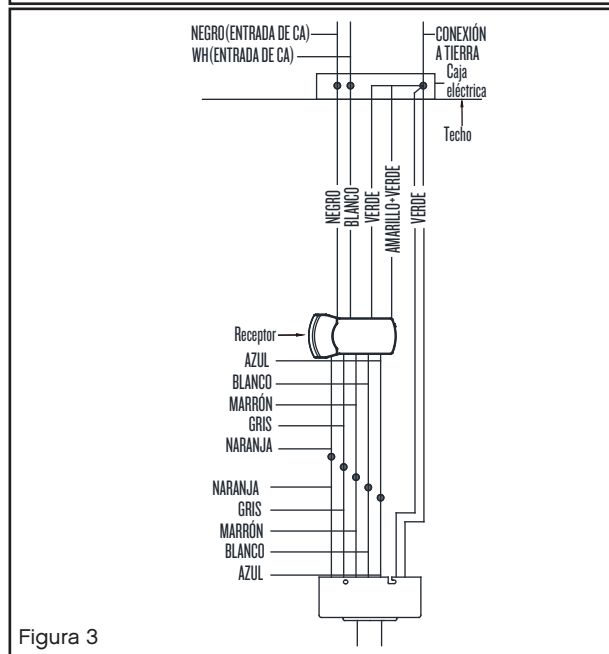 NEGRO(ENTRADA DE CA)
WH(ENTRADA DE CA)
CONEXIÓN
A TIERRA
Caja
eléctrica
Techo
NEGRO
BLANCO
VERDE
AMARILLO+VERDE
VERDE
Receptor
AZUL
BLANCO
MARRÓN
GRIS
NARANJA
NARANJA
GRIS
MARRÓN
BLANCO
AZUL
Figura 3